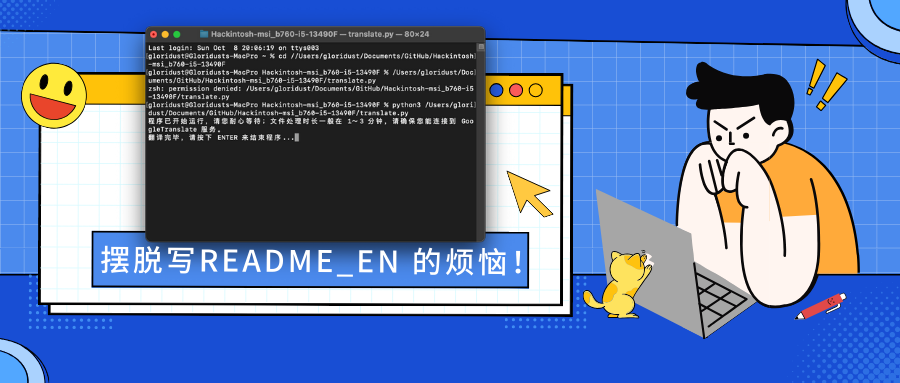 Hackintosh-msi_b760-i5-13490F — translate.py — 80×24
Last login: Sun Oct  8 20:06:19 on ttys003
gloridust@Gloridusts-MacPro ~ % cd //Users/gloridust/Documents/GitHub/Hackintosh
-msi_b760-i5-13490F
gloridust@Gloridusts-MacPro Hackintosh-msi_b760-i5-13490F % /Users/gloridust/Doc
uments/GitHub/Hackintosh-msi_b760-i5-13490F/translate.py
zsh: permission denied: /Users/gloridust/Documents/GitHub/Hackintosh-msi_b760-i5
-13490F/translate.py
gloridust@Gloridusts-MacPro Hackintosh-msi_b760-i5-13490F % python3 /Users/glori
dust/Documents/GitHub/Hackintosh-msi_b760-i5-13490F/translate.py
程序已开始运行，请您耐心等待；文件处理时长一般在 1～3 分钟，请确保您能连接到 Goo
gleTranslate 服务。
翻译完毕，请按下 ENTER 来结束程序...
摆脱写README_EN 的烦恼！